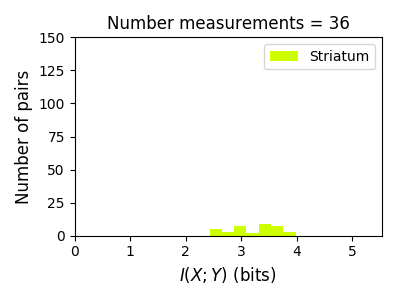 Number measurements = 36
Number of pairs
150
125
100
75
50
25
0
Striatum
0 1 2 3 4 5
I(X; Y) (bits)